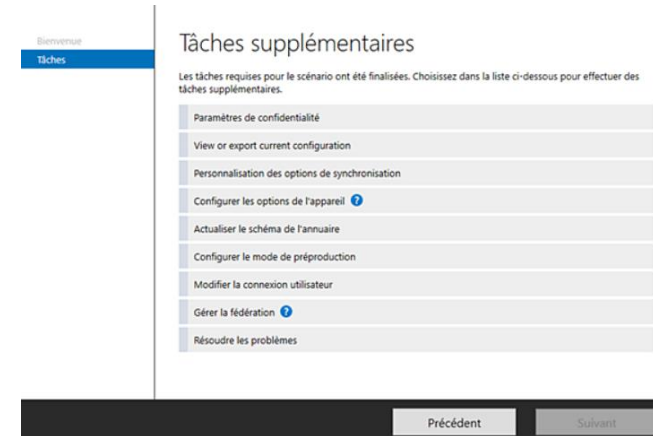 Bienvenue
Tâches
Tâches supplémentaires
Les tâches requises pour le scénario ont été finalisées. Choisissez dans la liste ci-dessous pour effectuer des
tâches supplémentaires.
Paramètres de confidentialité
View or export current configuration
Personnalisation des options de synchronisation
Configurer les options de l'appareil ?
Actualiser le schéma de l'annuaire
Configurer le mode de préproduction
Modifier la connexion utilisateur
Gérer la fédération ?
Résoudre les problèmes
Précédent
Suivant